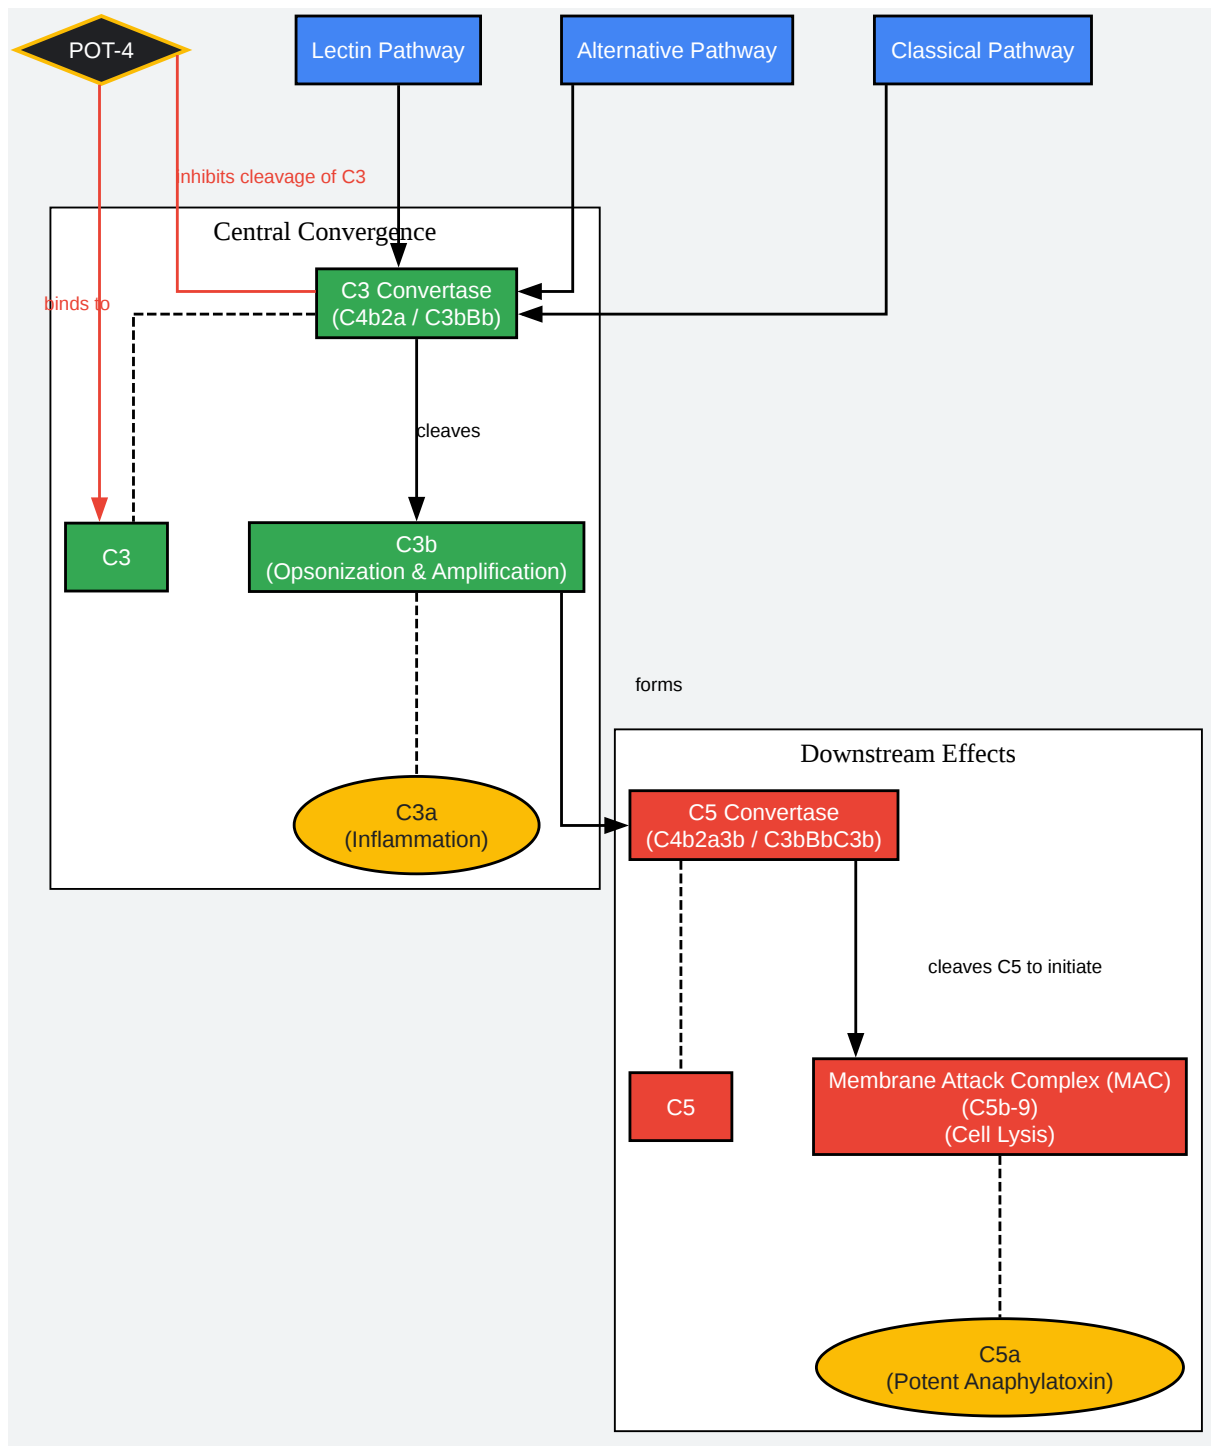 POT-4
Lectin Pathway
Alternative Pathway
Classical Pathway
inhibits cleavage of C3
Central Convergence
C3 Convertase
(C4b2a / C3bBb)
binds to
cleaves
C3
C3b
(Opsonization & Amplification)
forms
Downstream Effects
C3a
(Inflammation)
C5 Convertase
(C4b2a3b / C3bBbC3b)
cleaves C5 to initiate
C5
Membrane Attack Complex (MAC)
(C5b-9)
(Cell Lysis)
C5a
(Potent Anaphylatoxin)